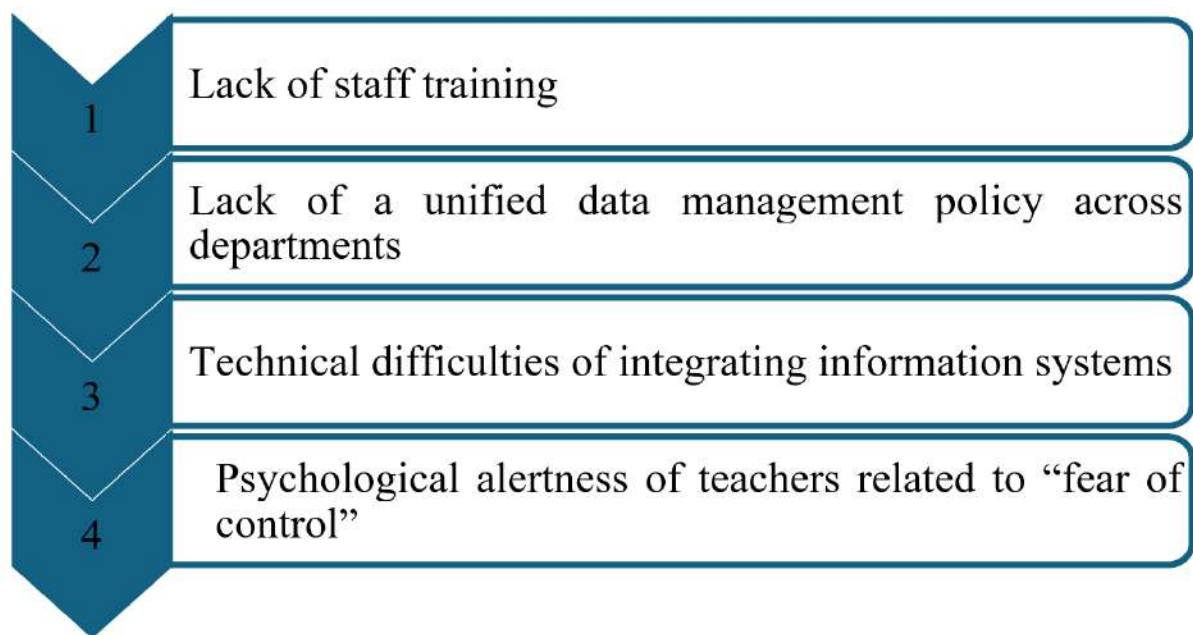 1
Lack of staff training
2
Lack of a unified data management policy across
departments
3
Technical difficulties of integrating information systems
4
Psychological alertness of teachers related to “fear of
control”